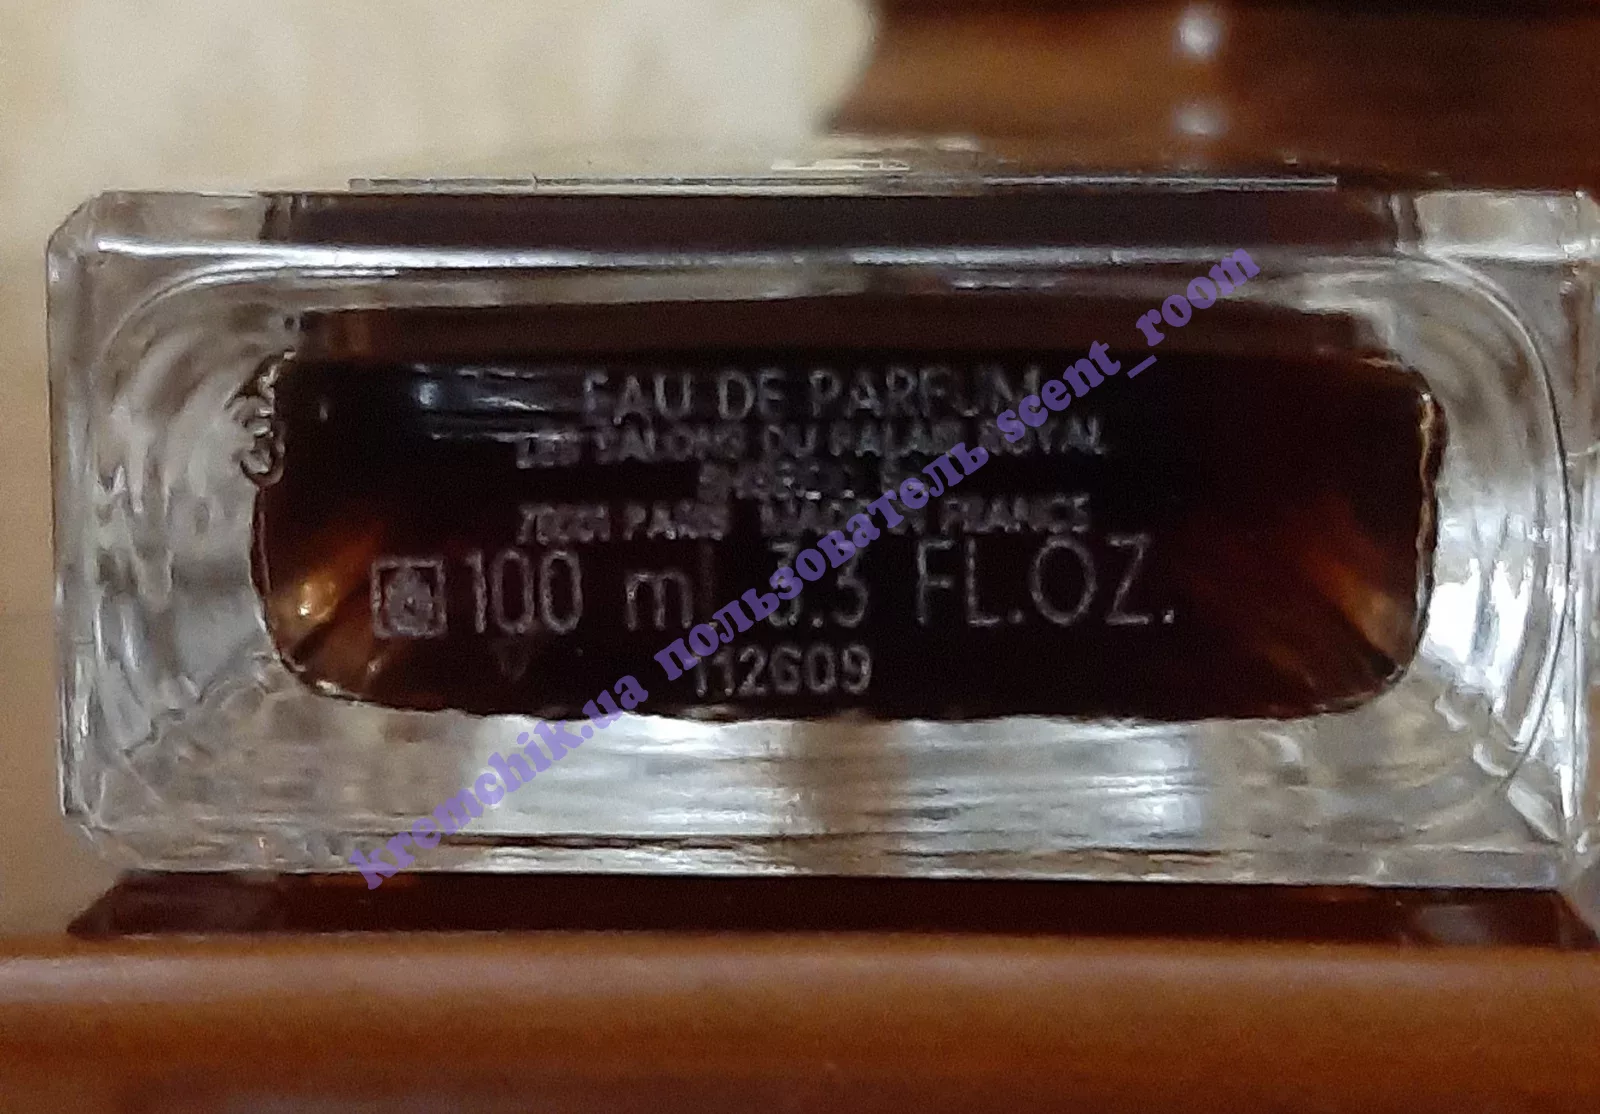 EAU DE PARFUM
LES SALONS DU PALAIS ROYAL
75001 PARIS MADE IN FRANCE
100 ml 3.3 FL.OZ.
112609
kremchik.ua пользователь scent_room